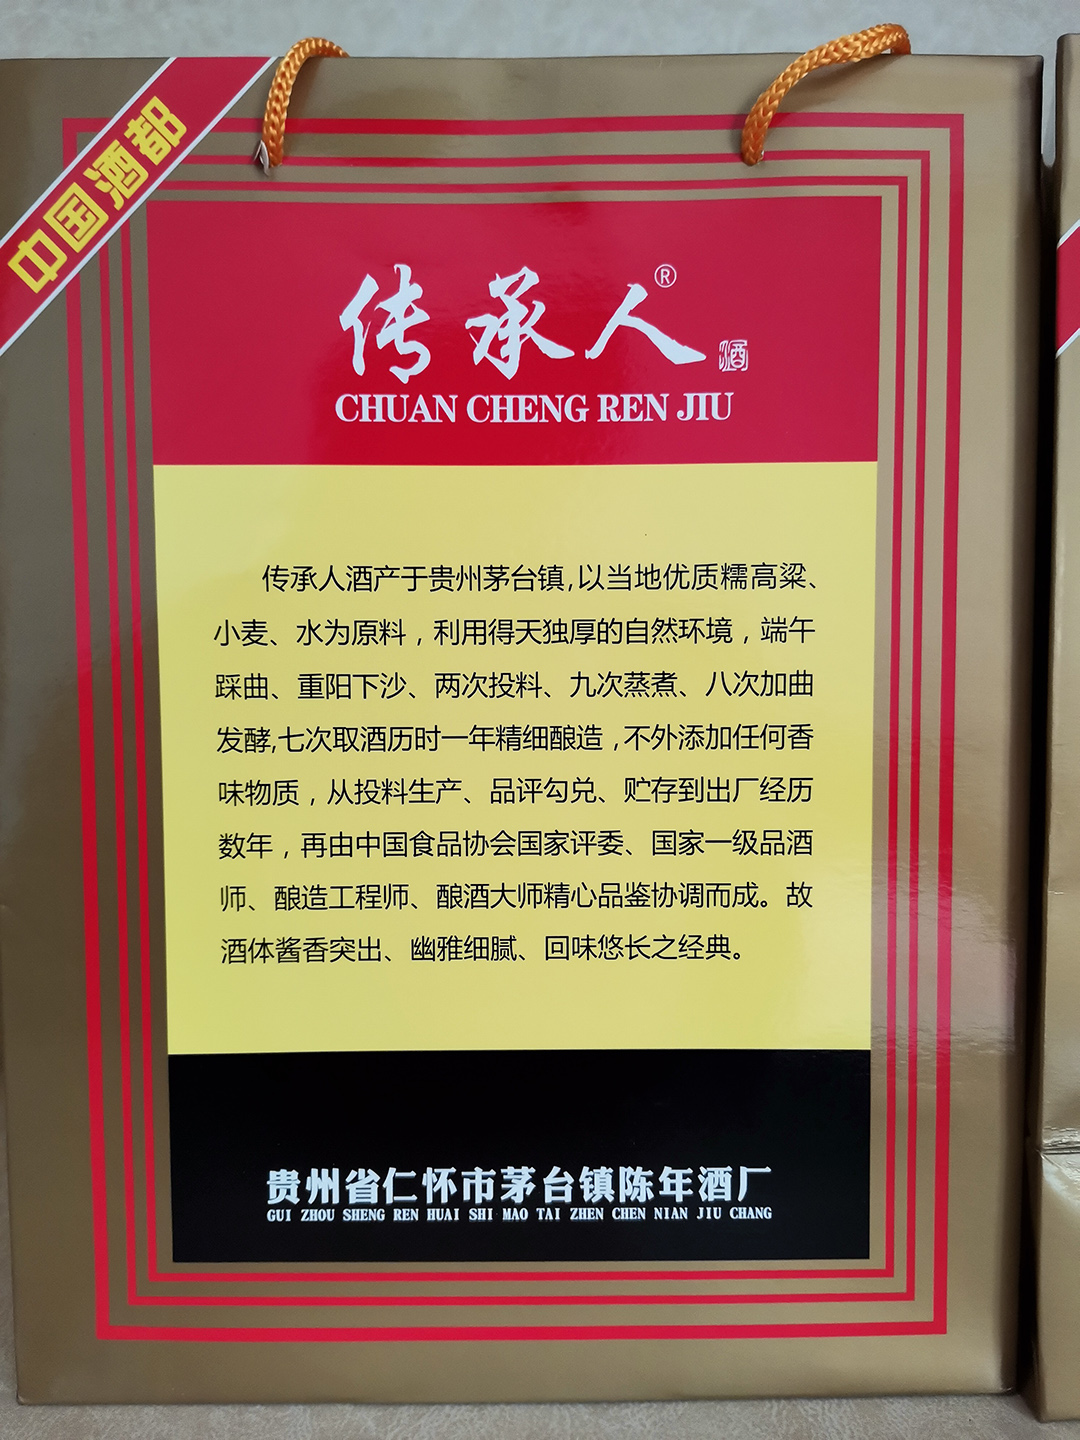 中国酒都
传承人®
酒
CHUAN CHENG REN JIU
传承人酒产于贵州茅台镇,以当地优质糯高粱、
小麦、水为原料，利用得天独厚的自然环境，端午
踩曲、重阳下沙、两次投料、九次蒸煮、八次加曲
发酵,七次取酒历时一年精细酿造，不外添加任何香
味物质，从投料生产、品评勾兑、贮存到出厂经历
数年，再由中国食品协会国家评委、国家一级品酒
师、酿造工程师、酿酒大师精心品鉴协调而成。故
酒体酱香突出、幽雅细腻、回味悠长之经典。
贵州省仁怀市茅台镇陈年酒厂
GUI ZHOU SHENG REN HUAI SHI MAO TAI ZHEN CHEN NIAN JIU CHANG